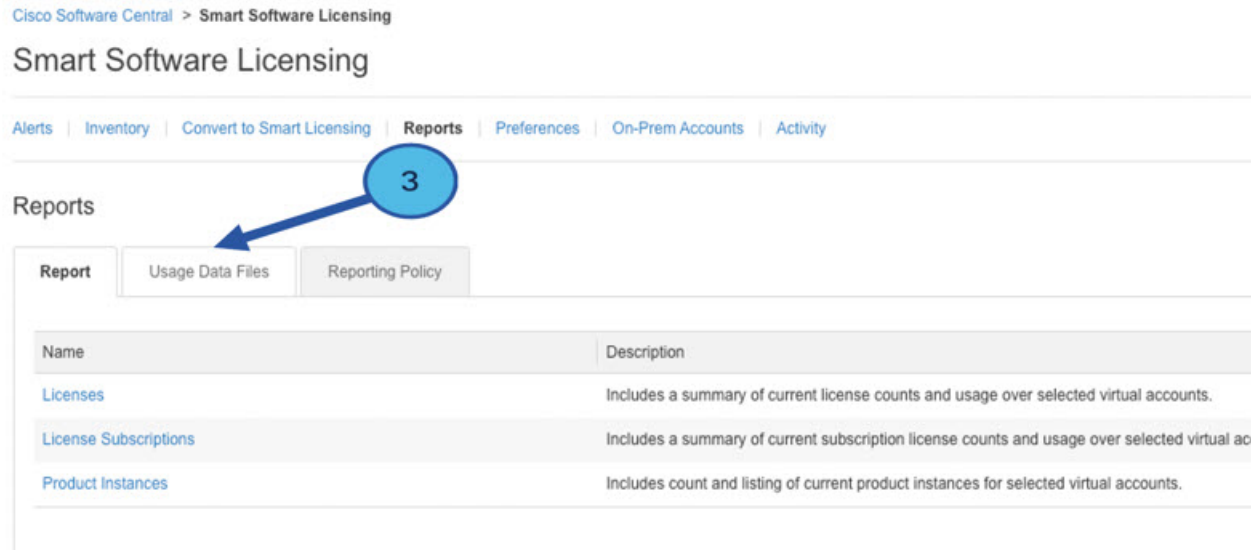 Cisco Software Central > Smart Software Licensing
Smart Software Licensing
Alerts | Inventory | Convert to Smart Licensing | Reports | Preferences | On-Prem Accounts | Activity
3
Reports
Report Usage Data Files Reporting Policy
Name Description
Licenses Includes a summary of current license counts and usage over selected virtual accounts.
License Subscriptions Includes a summary of current subscription license counts and usage over selected virtual
Product Instances Includes count and listing of current product instances for selected virtual accounts.